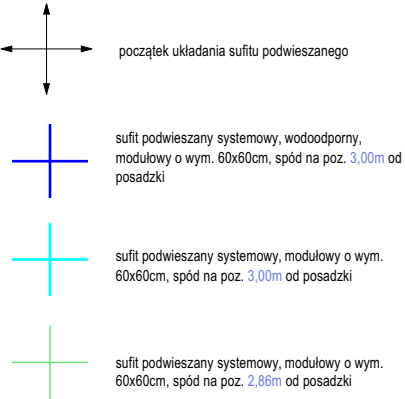 początek układania sufitu podwieszanego
sufit podwieszany systemowy, wodoodporny,
modułowy o wym. 60x60cm, spód na poz. 3,00m od
posadzki
sufit podwieszany systemowy, modułowy o wym.
60x60cm, spód na poz. 3,00m od posadzki
sufit podwieszany systemowy, modułowy o wym.
60x60cm, spód na poz. 2,86m od posadzki